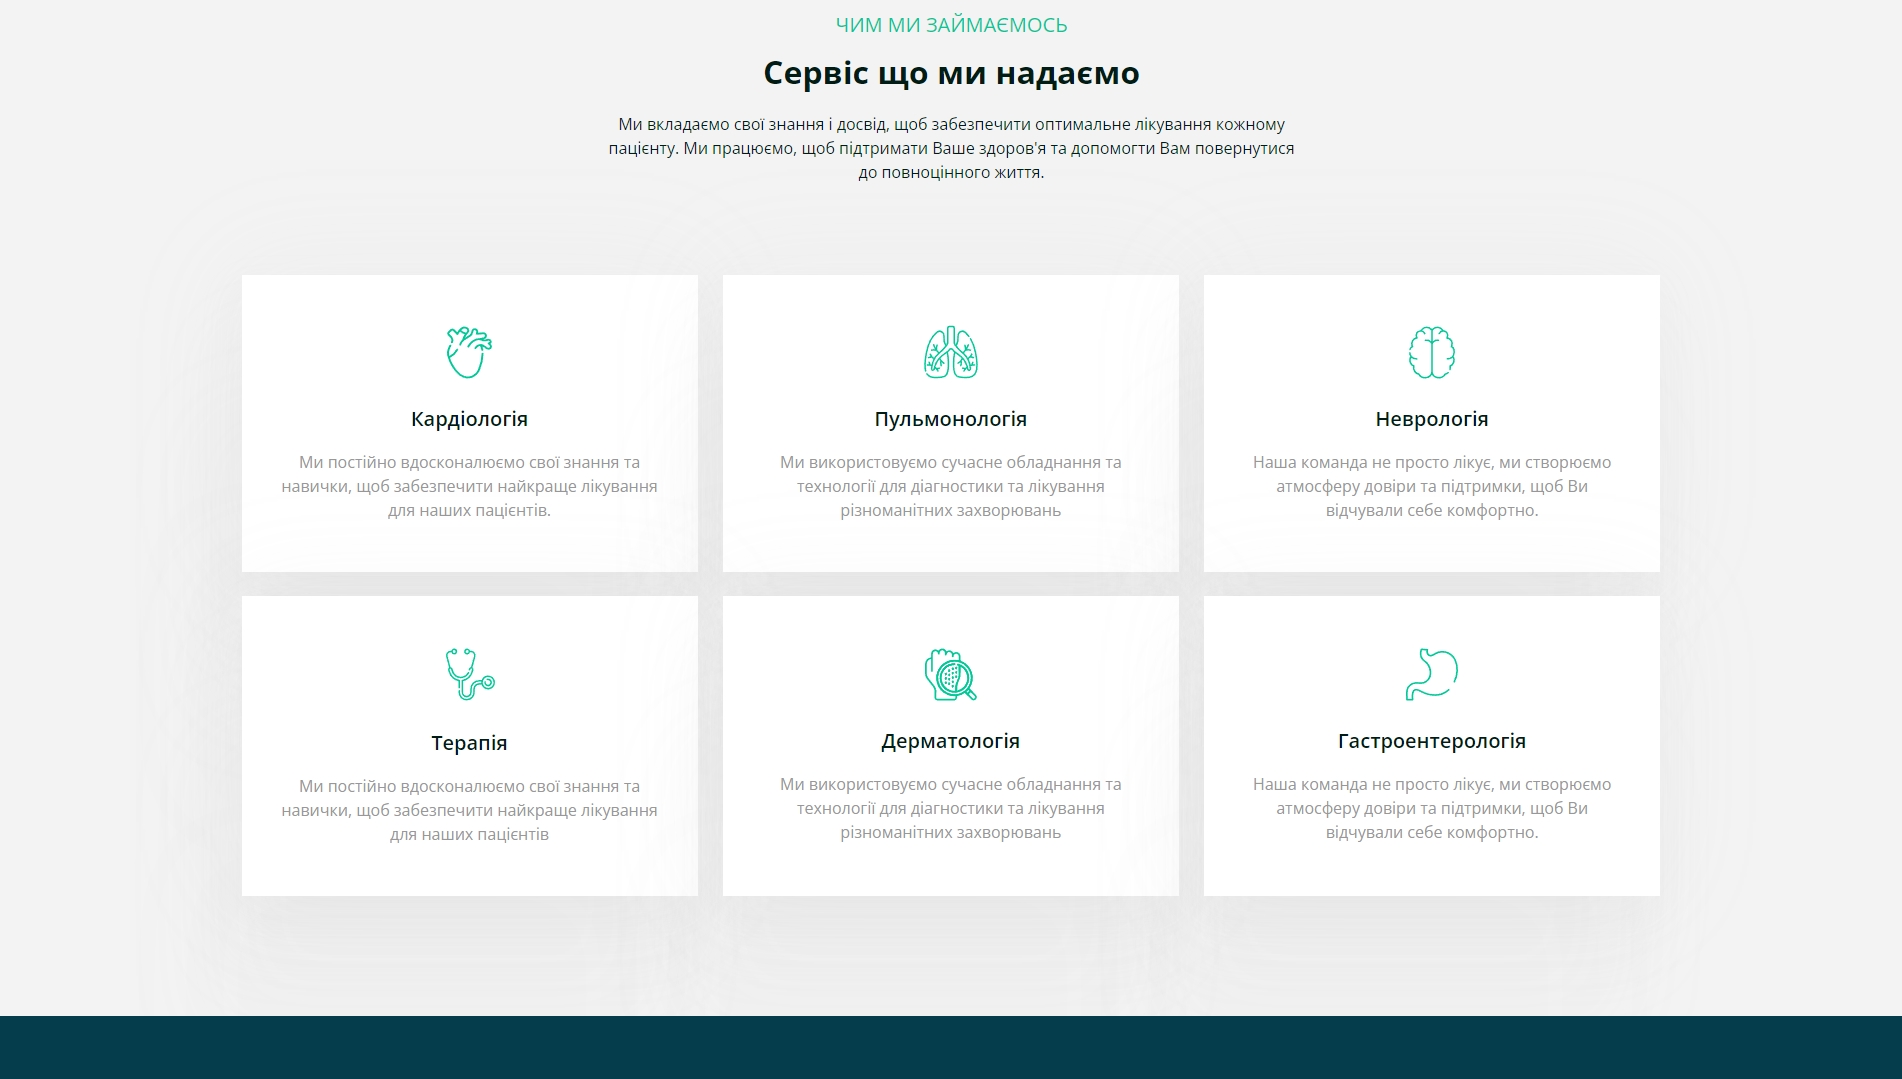 ЧИМ МИ ЗАЙМАЄМОСЬ
Сервіс що ми надаємо
Ми вкладаємо свої знання і досвід, щоб забезпечити оптимальне лікування кожному
пацієнту. Ми працюємо, щоб підтримати Ваше здоров'я та допомогти Вам повернутися
до повноцінного життя.
Кардіологія
Ми постійно вдосконалюємо свої знання та
навички, щоб забезпечити найкраще лікування
для наших пацієнтів.
Пульмонологія
Ми використовуємо сучасне обладнання та
технології для діагностики та лікування
різноманітних захворювань
Неврологія
Наша команда не просто лікує, ми створюємо
атмосферу довіри та підтримки, щоб Ви
відчували себе комфортно.
Терапія
Ми постійно вдосконалюємо свої знання та
навички, щоб забезпечити найкраще лікування
для наших пацієнтів
Дерматологія
Ми використовуємо сучасне обладнання та
технології для діагностики та лікування
різноманітних захворювань
Гастроентерологія
Наша команда не просто лікує, ми створюємо
атмосферу довіри та підтримки, щоб Ви
відчували себе комфортно.